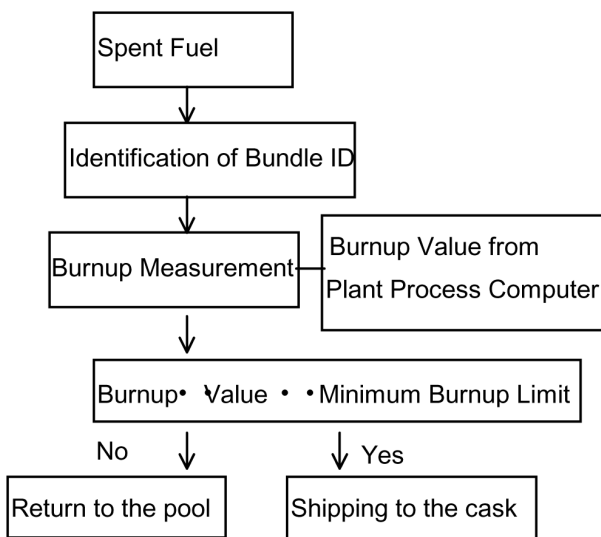 Spent Fuel
Identification of Bundle ID
Burnup Measurement
Burnup Value from
Plant Process Computer
Burnup• •Value • •Minimum Burnup Limit
No
Yes
Return to the pool
Shipping to the cask